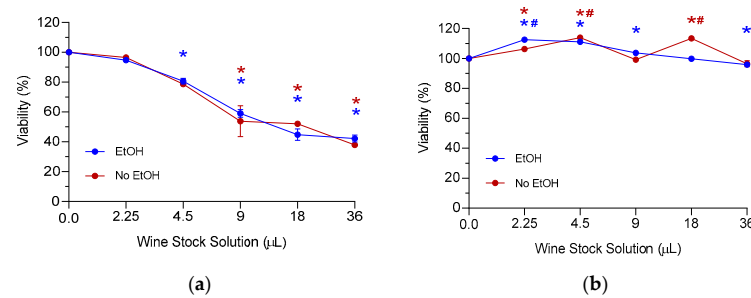 120
100
80
60
40
20
0
Viability (%)
*
* *
* *
* *
EtOH
No EtOH
0.0 2.25 4.5 9 18 36
Wine Stock Solution (μL)
(a)
120
100
80
60
40
20
0
Viability (%)
* *# *# *
*# * * *
EtOH
No EtOH
0.0 2.25 4.5 9 18 36
Wine Stock Solution (μL)
(b)